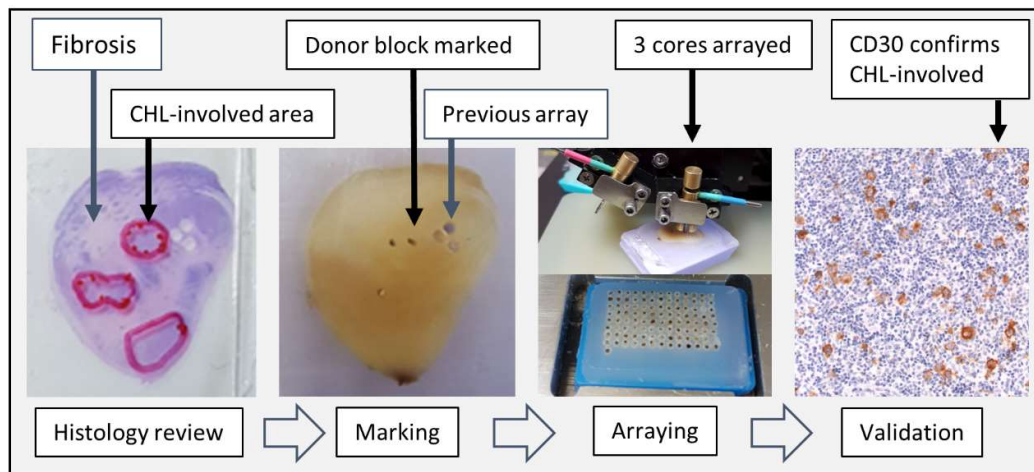 Fibrosis
CHL-involved area
Donor block marked
Previous array
3 cores arrayed
CD30 confirms
CHL-involved
Histology review
Marking
Arraying
Validation